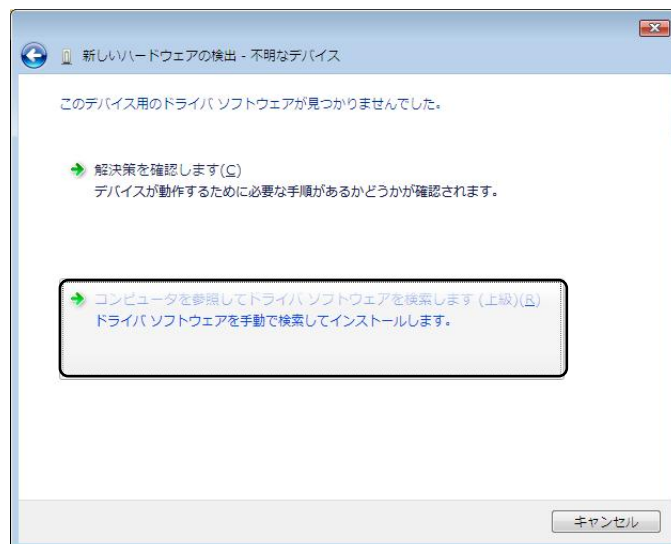 新しいハードウェアの検出 - 不明なデバイス
このデバイス用のドライバ ソフトウェアが見つかりませんでした。
解決策を確認します(C)
デバイスが動作するために必要な手順があるかどうかが確認されます。
コンピュータを参照してドライバ ソフトウェアを検索します (上級)(R)
ドライバ ソフトウェアを手動で検索してインストールします。
キャンセル